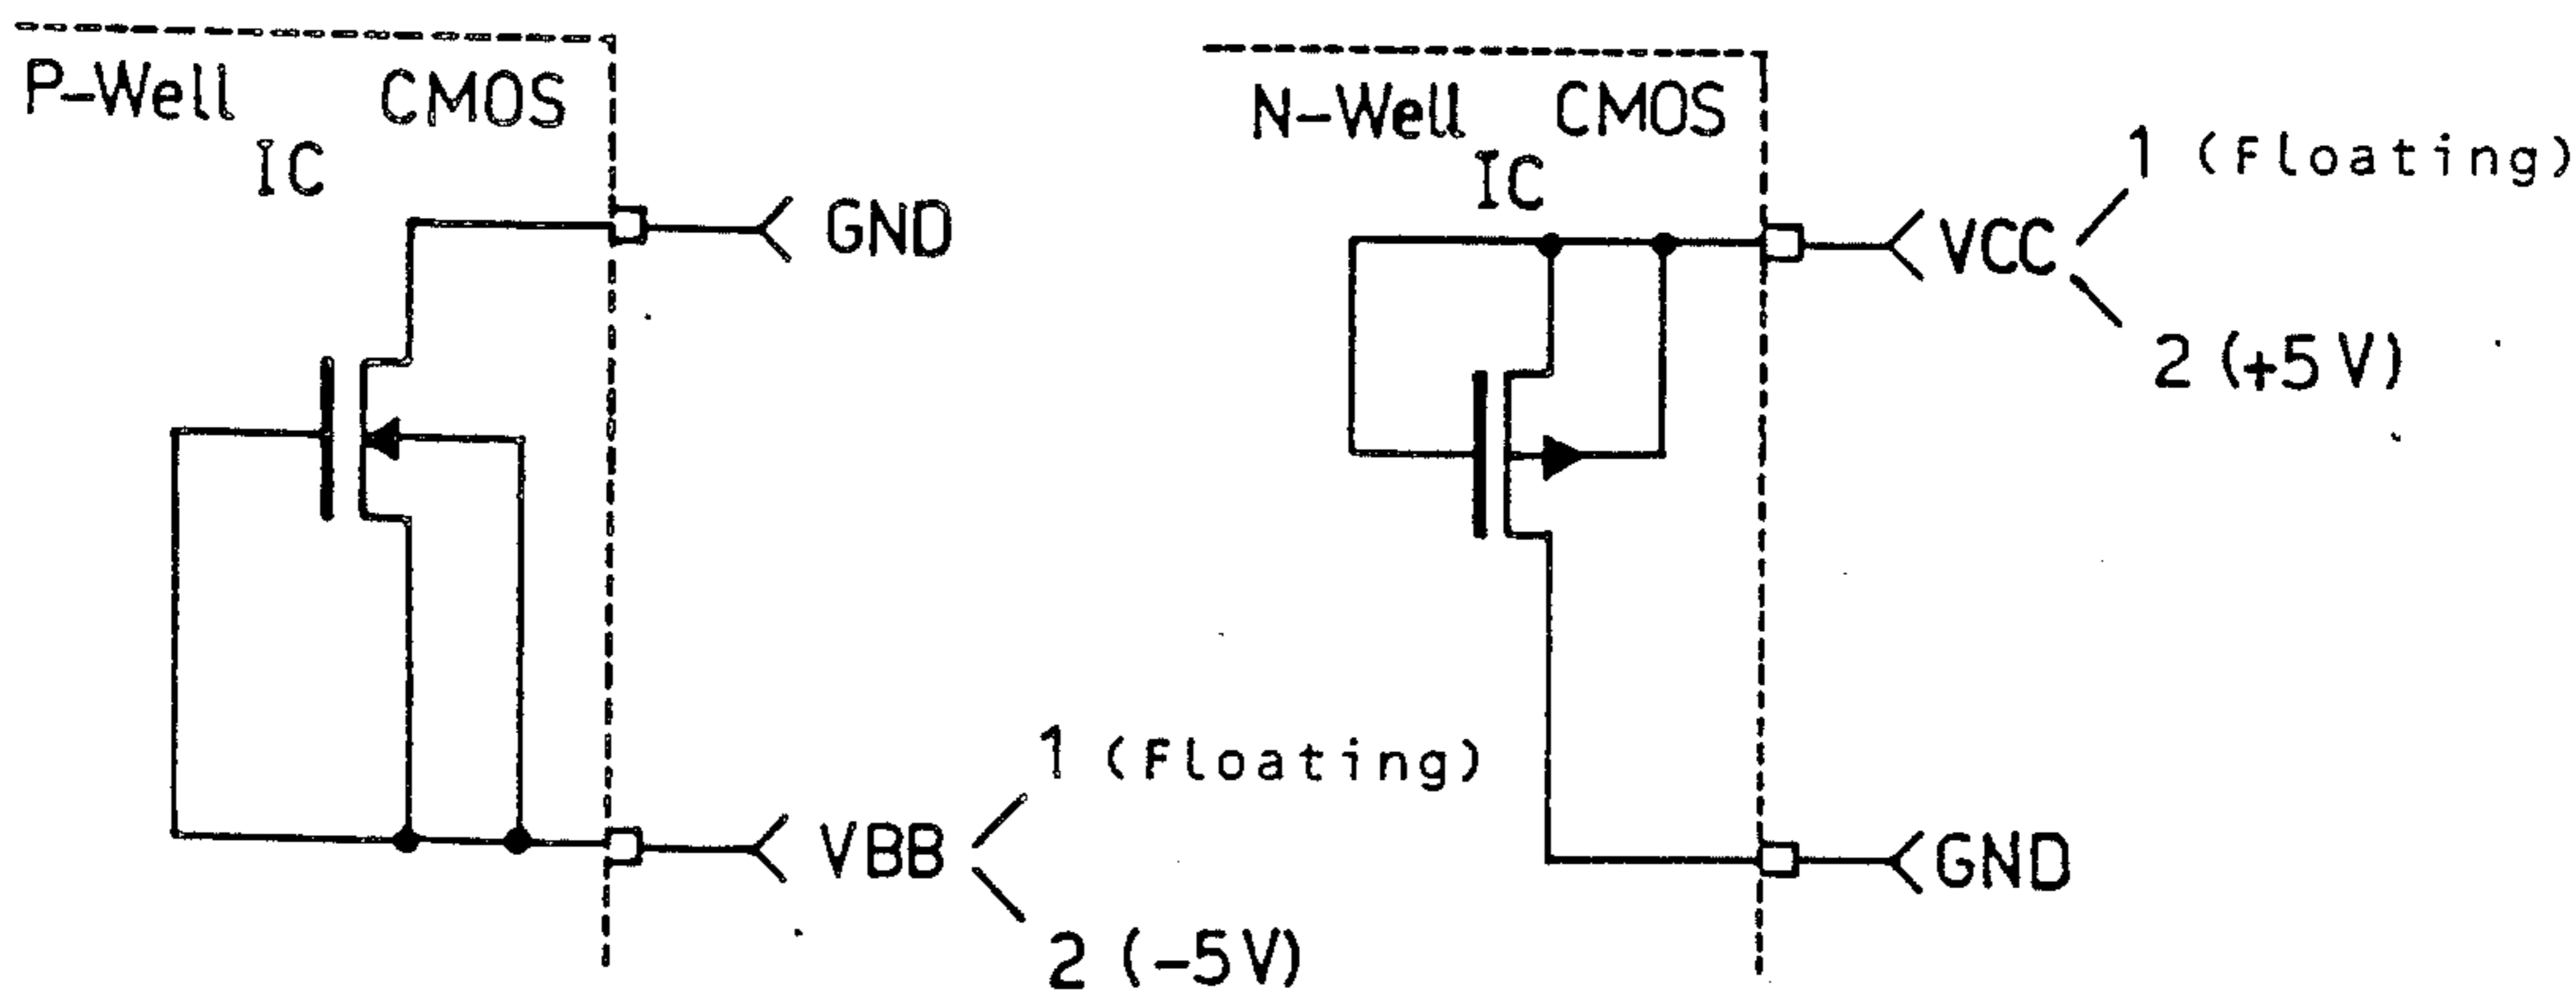 P-Well CMOS
IC
GND
VBB
1 (Floating)
2 (-5V)
N-Well CMOS
IC
VCC
1 (Floating)
2 (+5V)
GND